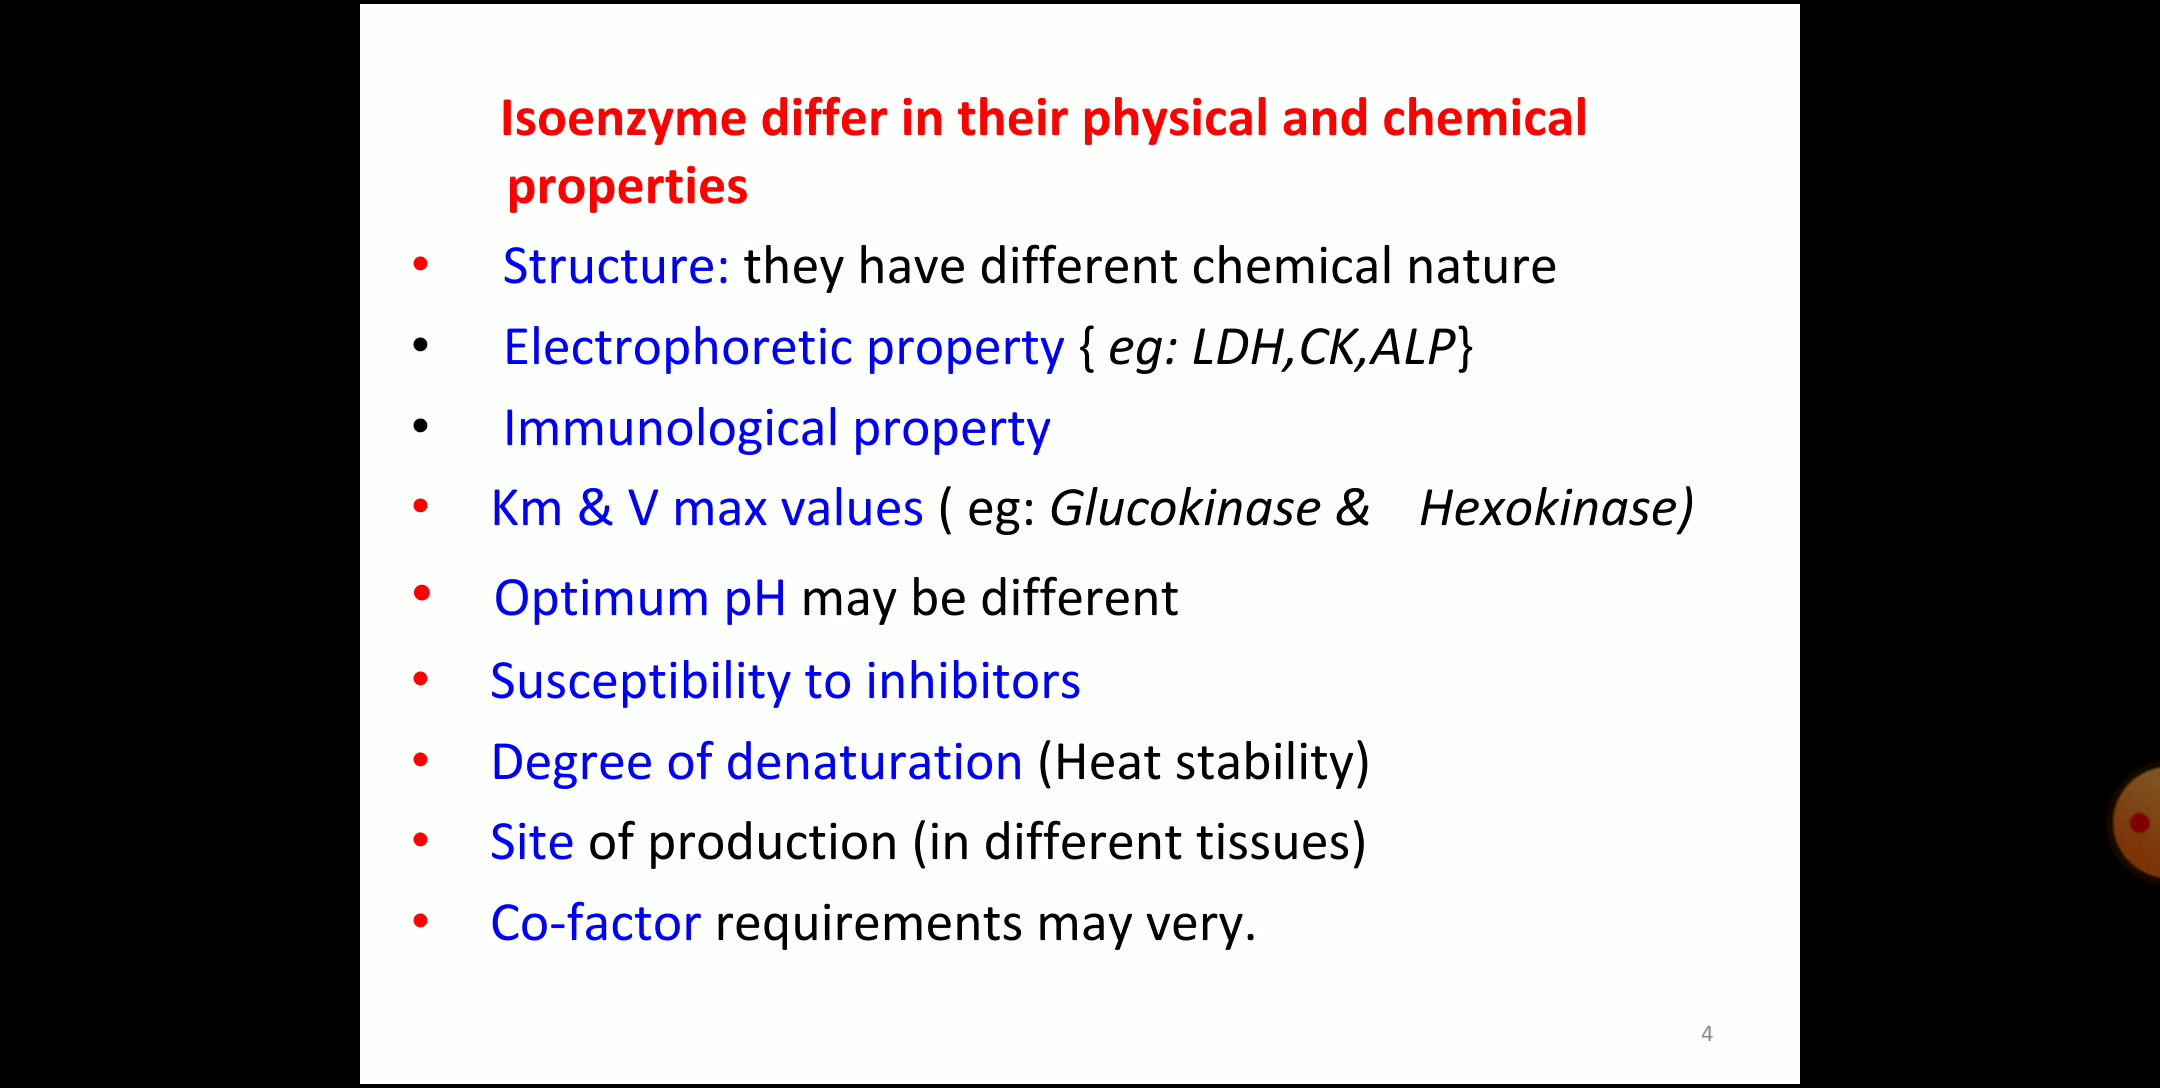 Isoenzyme differ in their physical and chemical
properties
• Structure: they have different chemical nature
• Electrophoretic property { eg: LDH,CK,ALP}
• Immunological property
• Km & V max values ( eg: Glucokinase & Hexokinase)
• Optimum pH may be different
• Susceptibility to inhibitors
• Degree of denaturation (Heat stability)
• Site of production (in different tissues)
• Co-factor requirements may very.
4